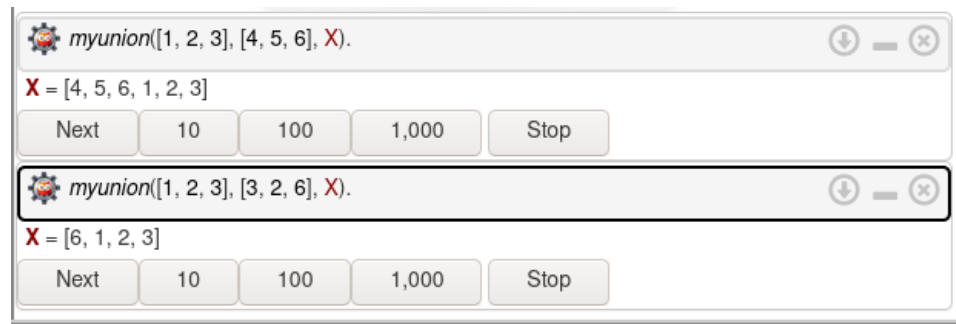 myunion([1, 2, 3], [4, 5, 6], X).
X = [4, 5, 6, 1, 2, 3]
Next 10 100 1,000 Stop
myunion([1, 2, 3], [3, 2, 6], X).
X = [6, 1, 2, 3]
Next 10 100 1,000 Stop